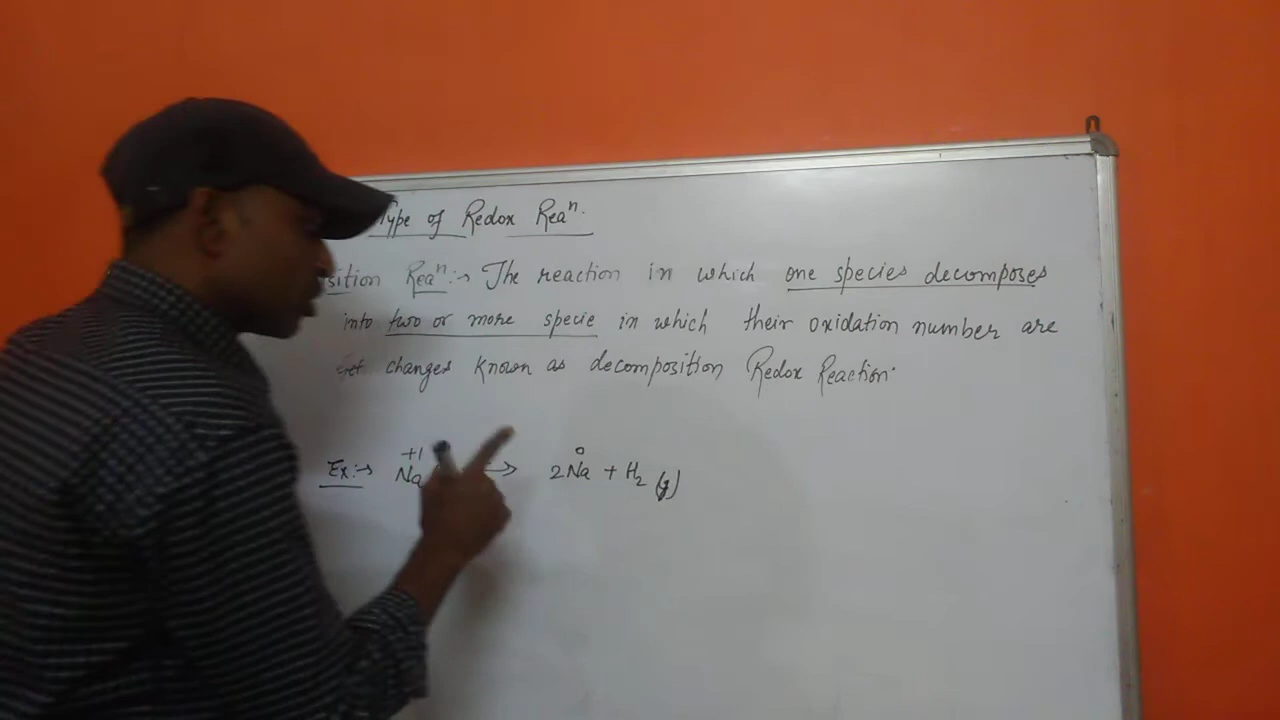 Type of Redox Reaⁿ.
sition Reaⁿ:→ The reaction in which one species decomposes
into two or more specie in which their oxidation number are
get changes known as decomposition Redox Reaction.
+1 0
Ex:→ Na → 2Na + H₂ (g)